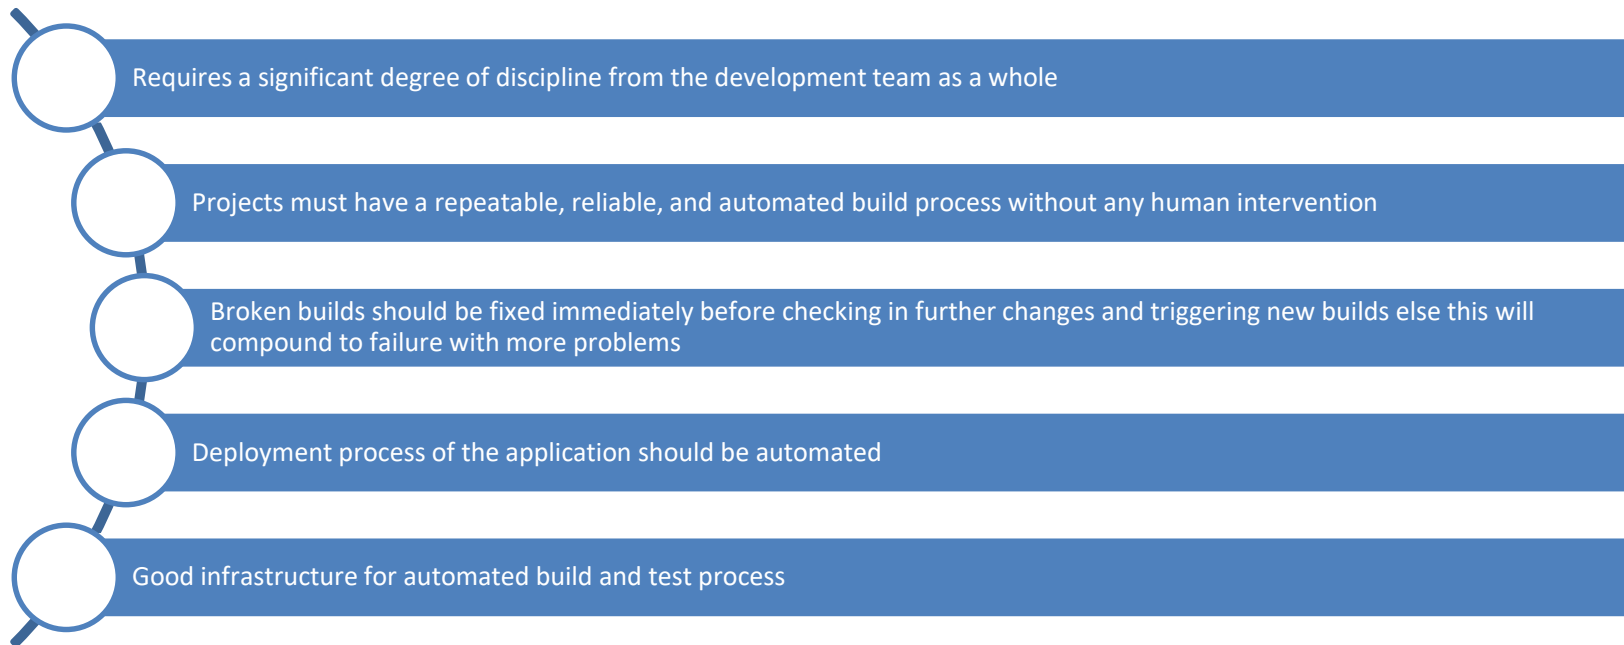 Requires a significant degree of discipline from the development team as a whole
Projects must have a repeatable, reliable, and automated build process without any human intervention
Broken builds should be fixed immediately before checking in further changes and triggering new builds else this will
compound to failure with more problems
Deployment process of the application should be automated
Good infrastructure for automated build and test process